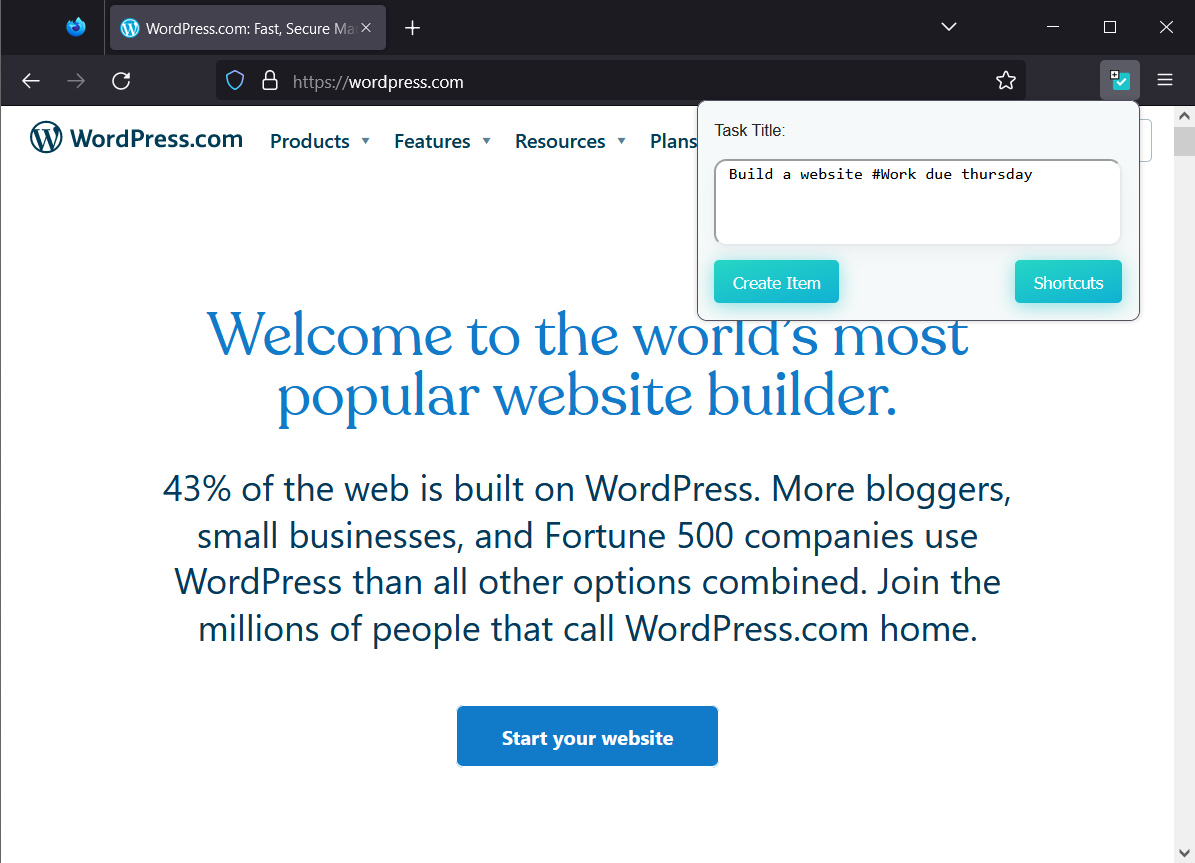 WordPress.com: Fast, Secure Ma
https://wordpress.com
WordPress.com Products Features Resources Plans
Task Title:
Build a website #Work due thursday
Create Item Shortcuts
Welcome to the world's most
popular website builder.
43% of the web is built on WordPress. More bloggers,
small businesses, and Fortune 500 companies use
WordPress than all other options combined. Join the
millions of people that call WordPress.com home.
Start your website